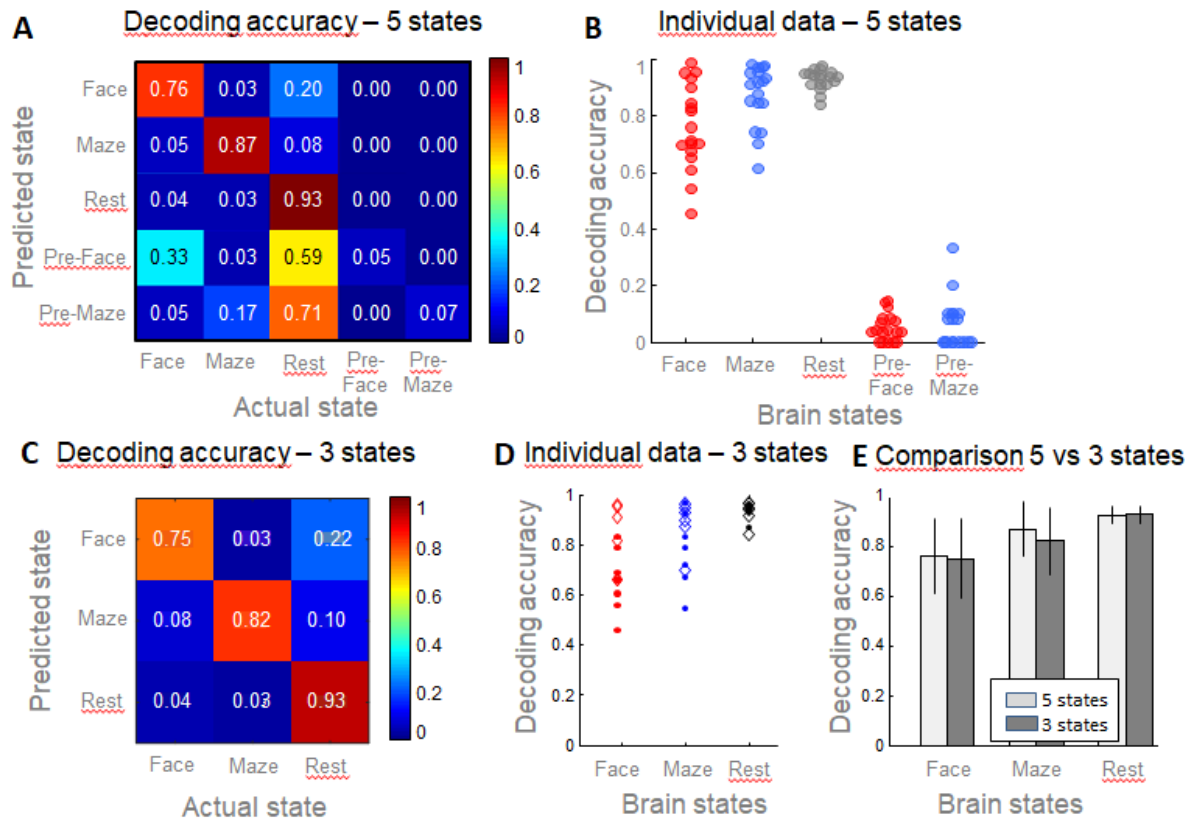 A Decoding accuracy – 5 states
Predicted state
Face 0.76 0.03 0.20 0.00 0.00
Maze 0.05 0.87 0.08 0.00 0.00
Rest 0.04 0.03 0.93 0.00 0.00
Pre-Face 0.33 0.03 0.59 0.05 0.00
Pre-Maze 0.05 0.17 0.71 0.00 0.07
Face Maze Rest Pre- Pre-
Face Maze
Actual state
1
0.8
0.6
0.4
0.2
0
B Individual data – 5 states
Decoding accuracy
1
0.8
0.6
0.4
0.2
0
Face Maze Rest Pre- Pre-
Face Maze
Brain states
C Decoding accuracy – 3 states
Predicted state
Face 0.75 0.03 0.22
Maze 0.08 0.82 0.10
Rest 0.04 0.03 0.93
Face Maze Rest
Actual state
1
0.8
0.6
0.4
0.2
0
D Individual data – 3 states
Decoding accuracy
1
0.8
0.6
0.4
0.2
0
Face Maze Rest
Brain states
E Comparison 5 vs 3 states
Decoding accuracy
1
0.8
0.6
0.4
0.2
0
5 states
3 states
Face Maze Rest
Brain states